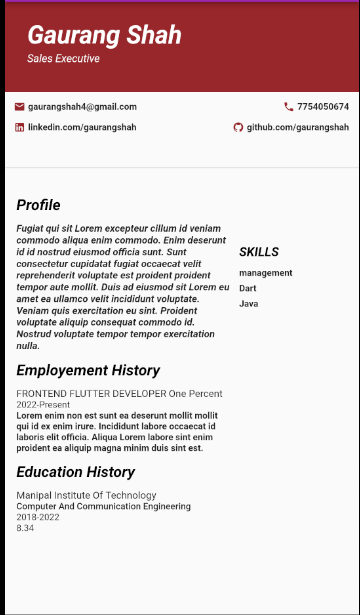 Gaurang Shah
Sales Executive
gaurangshah4@gmail.com
7754050674
linkedin.com/gaurangshah
github.com/gaurangshah
Profile
Fugiat qui sit Lorem excepteur cillum id veniam
commodo aliqua enim commodo. Enim deserunt
id id nostrud eiusmod officia sunt. Sunt
consectetur cupidatat fugiat occaecat velit
reprehenderit voluptate est proident proident
tempor aute mollit. Duis ad eiusmod sit Lorem eu
amet ea ullamco velit incididunt voluptate.
Veniam quis exercitation eu sint. Proident
voluptate aliquip consequat commodo id.
Nostrud voluptate tempor tempor exercitation
nulla.
SKILLS
management
Dart
Java
Employement History
FRONTEND FLUTTER DEVELOPER One Percent
2022-Present
Lorem enim non est sunt ea deserunt mollit mollit
qui id ex enim irure. Incididunt labore occaecat id
laboris elit officia. Aliqua Lorem labore sint enim
proident ea aliquip magna minim duis sint est.
Education History
Manipal Institute Of Technology
Computer And Communication Engineering
2018-2022
8.34